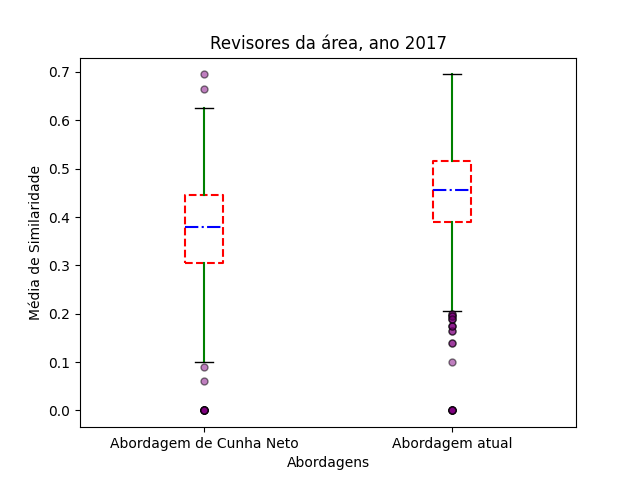 Revisores da área, ano 2017
Média de Similaridade
0.7
0.6
0.5
0.4
0.3
0.2
0.1
0.0
Abordagem de Cunha Neto
Abordagem atual
Abordagens